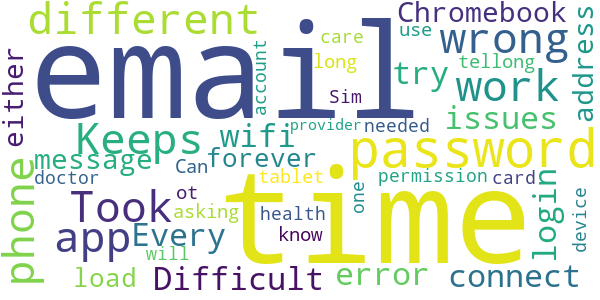 different
Chromebook
email
wrong
address
account
care
use
long
try
tellong
work
either
Sim
issues
Keeps
wifi
provider
needed
password
message
forever
phone
doctor
Can
time
tablet
permission
card
login
one
device
Took
ot
asking
health
app
Every
know
will
load
Difficult
error
connect